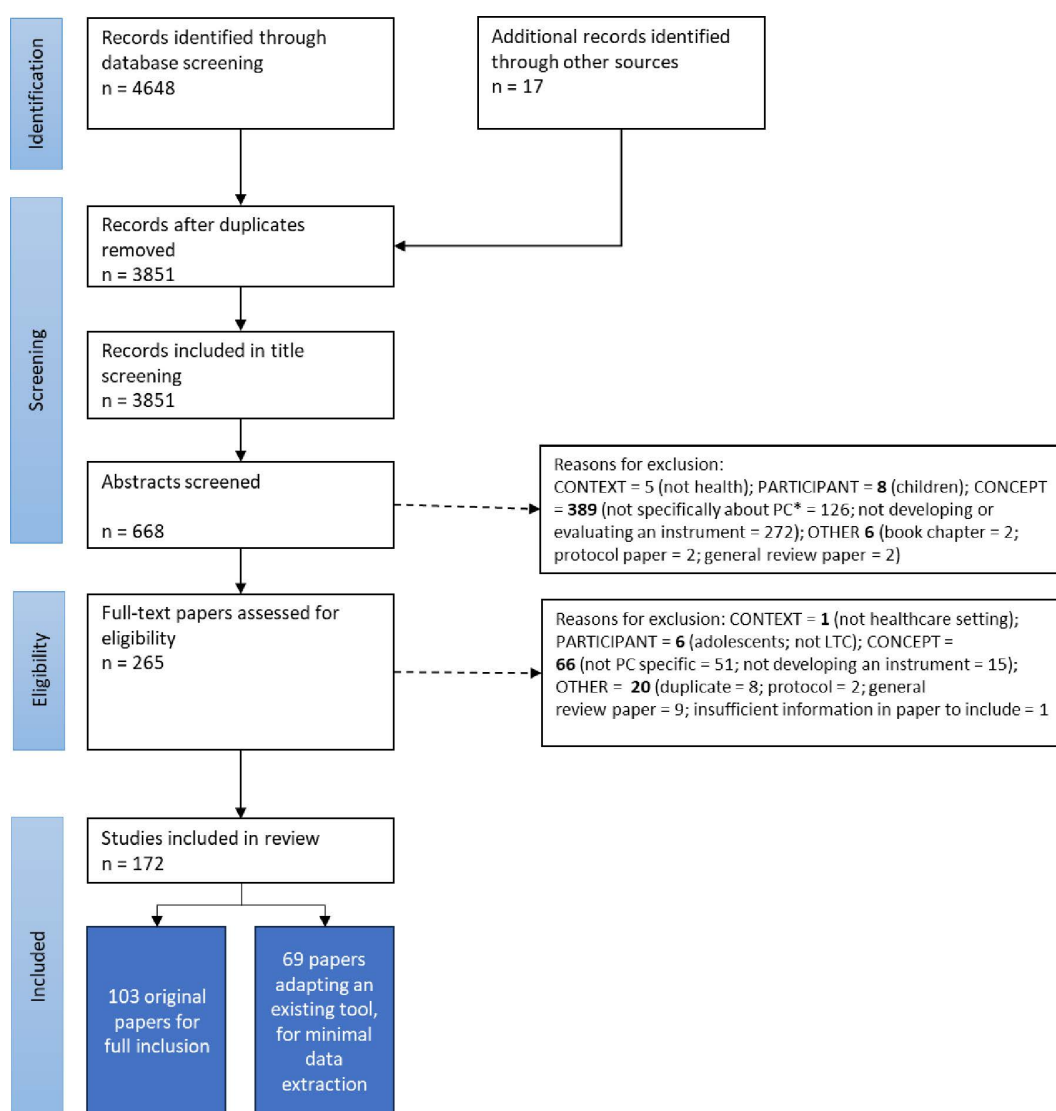 Identification
Records identified through
database screening
n = 4648
Additional records identified
through other sources
n = 17
Screening
Records after duplicates
removed
n = 3851
Records included in title
screening
n = 3851
Abstracts screened
n = 668
Reasons for exclusion:
CONTEXT = 5 (not health); PARTICIPANT = 8 (children); CONCEPT
= 389 (not specifically about PC* = 126; not developing or
evaluating an instrument = 272); OTHER 6 (book chapter = 2;
protocol paper = 2; general review paper = 2)
Eligibility
Full-text papers assessed for
eligibility
n = 265
Reasons for exclusion: CONTEXT = 1 (not healthcare setting);
PARTICIPANT = 6 (adolescents; not LTC); CONCEPT =
66 (not PC specific = 51; not developing an instrument = 15);
OTHER = 20 (duplicate = 8; protocol = 2; general
review paper = 9; insufficient information in paper to include = 1
Included
Studies included in review
n = 172
103 original
papers for
full inclusion
69 papers
adapting an
existing tool,
for minimal
data
extraction